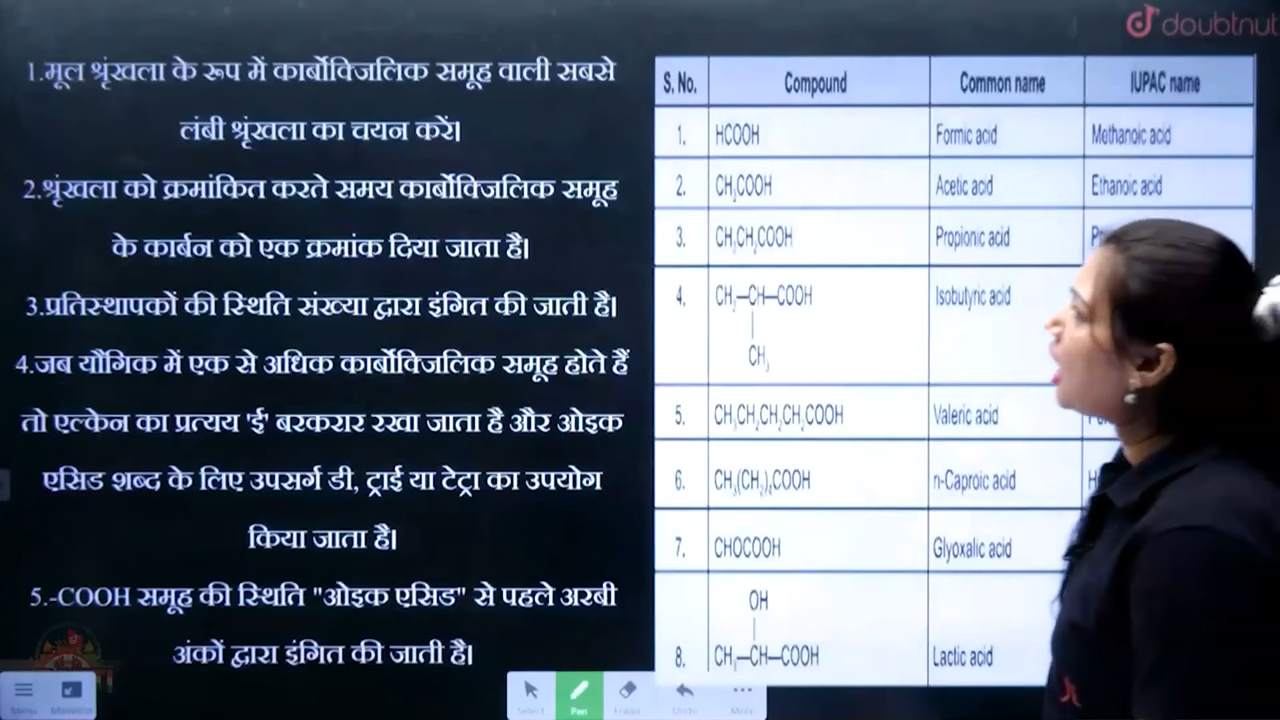 doubtnut
1.मूल श्रृंखला के रूप में कार्बोक्जिलिक समूह वाली सबसे
लंबी श्रृंखला का चयन करें।
2.श्रृंखला को क्रमांकित करते समय कार्बोक्जिलिक समूह
के कार्बन को एक क्रमांक दिया जाता है।
3.प्रतिस्थापकों की स्थिति संख्या द्वारा इंगित की जाती है।
4.जब यौगिक में एक से अधिक कार्बोक्जिलिक समूह होते हैं
तो एल्केन का प्रत्यय 'ई' बरकरार रखा जाता है और ओइक
एसिड शब्द के लिए उपसर्ग डी, ट्राई या टेट्रा का उपयोग
किया जाता है।
5.-COOH समूह की स्थिति "ओइक एसिड" से पहले अरबी
अंकों द्वारा इंगित की जाती है।
S. No. Compound Common name IUPAC name
1. HCOOH Formic acid Methanoic acid
2. CH₃COOH Acetic acid Ethanoic acid
3. CH₃CH₂COOH Propionic acid
4. CH₃—CH—COOH Isobutyric acid
CH₃
5. CH₃CH₂CH₂CH₂COOH Valeric acid
6. CH₃(CH₂)₄COOH n-Caproic acid
7. CHOCOOH Glyoxalic acid
OH
8. CH₃—CH—COOH Lactic acid
Select Pen Eraser Undo More